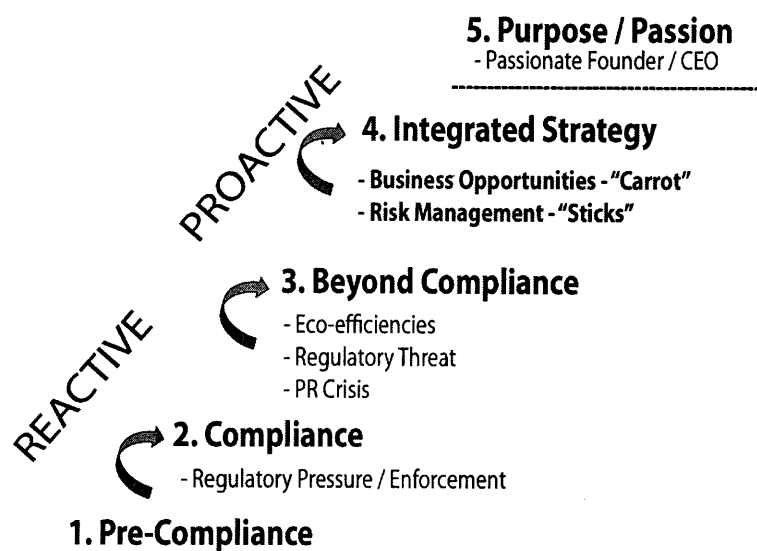 5. Purpose / Passion
- Passionate Founder / CEO
PROACTIVE
4. Integrated Strategy
- Business Opportunities - “Carrot”
- Risk Management - “Sticks”
3. Beyond Compliance
- Eco-efficiencies
- Regulatory Threat
- PR Crisis
REACTIVE
2. Compliance
- Regulatory Pressure / Enforcement
1. Pre-Compliance